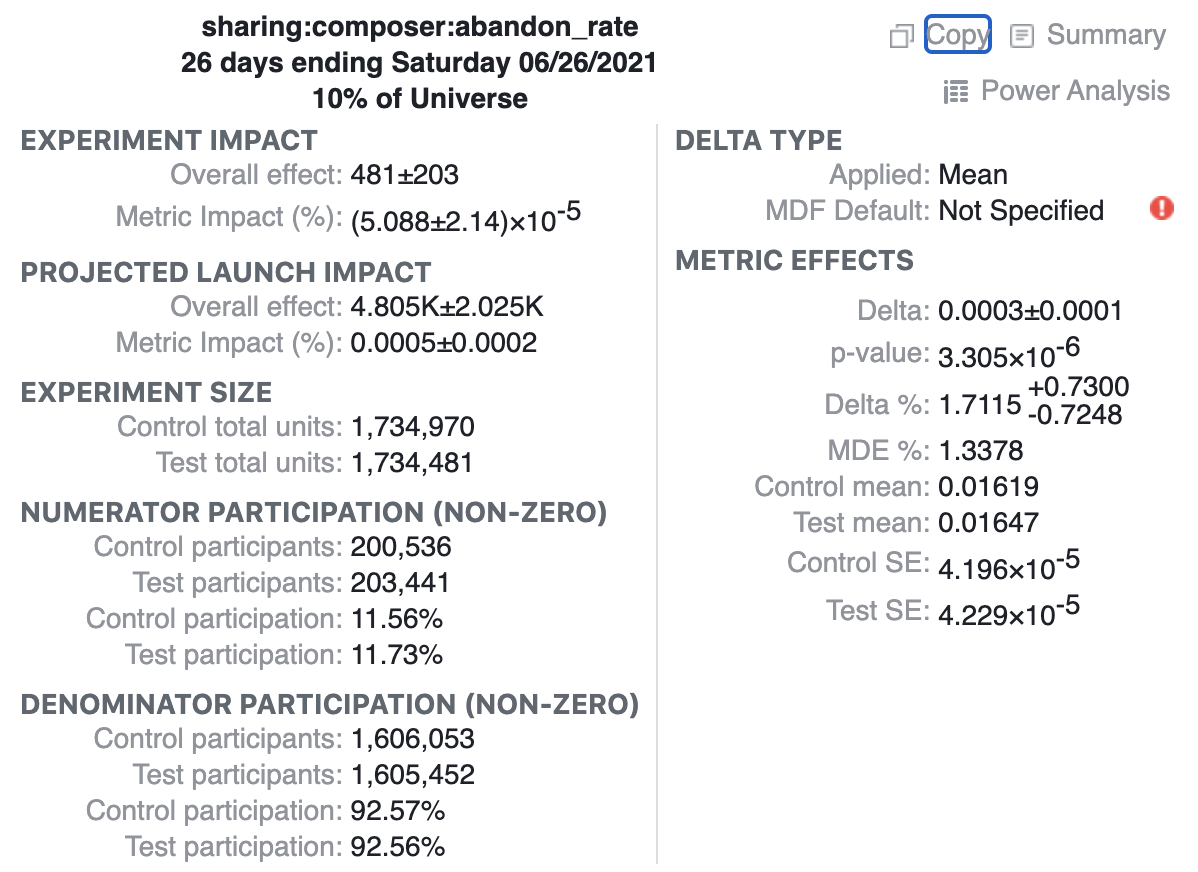 sharing:composer:abandon_rate
26 days ending Saturday 06/26/2021
10% of Universe
Copy
Summary
Power Analysis
EXPERIMENT IMPACT
Overall effect: 481±203
Metric Impact (%): (5.088±2.14)×10⁻⁵
PROJECTED LAUNCH IMPACT
Overall effect: 4.805K±2.025K
Metric Impact (%): 0.0005±0.0002
EXPERIMENT SIZE
Control total units: 1,734,970
Test total units: 1,734,481
NUMERATOR PARTICIPATION (NON-ZERO)
Control participants: 200,536
Test participants: 203,441
Control participation: 11.56%
Test participation: 11.73%
DENOMINATOR PARTICIPATION (NON-ZERO)
Control participants: 1,606,053
Test participants: 1,605,452
Control participation: 92.57%
Test participation: 92.56%
DELTA TYPE
Applied: Mean
MDF Default: Not Specified
METRIC EFFECTS
Delta: 0.0003±0.0001
p-value: 3.305×10⁻⁶
Delta %: 1.7115 +0.7300 -0.7248
MDE %: 1.3378
Control mean: 0.01619
Test mean: 0.01647
Control SE: 4.196×10⁻⁵
Test SE: 4.229×10⁻⁵